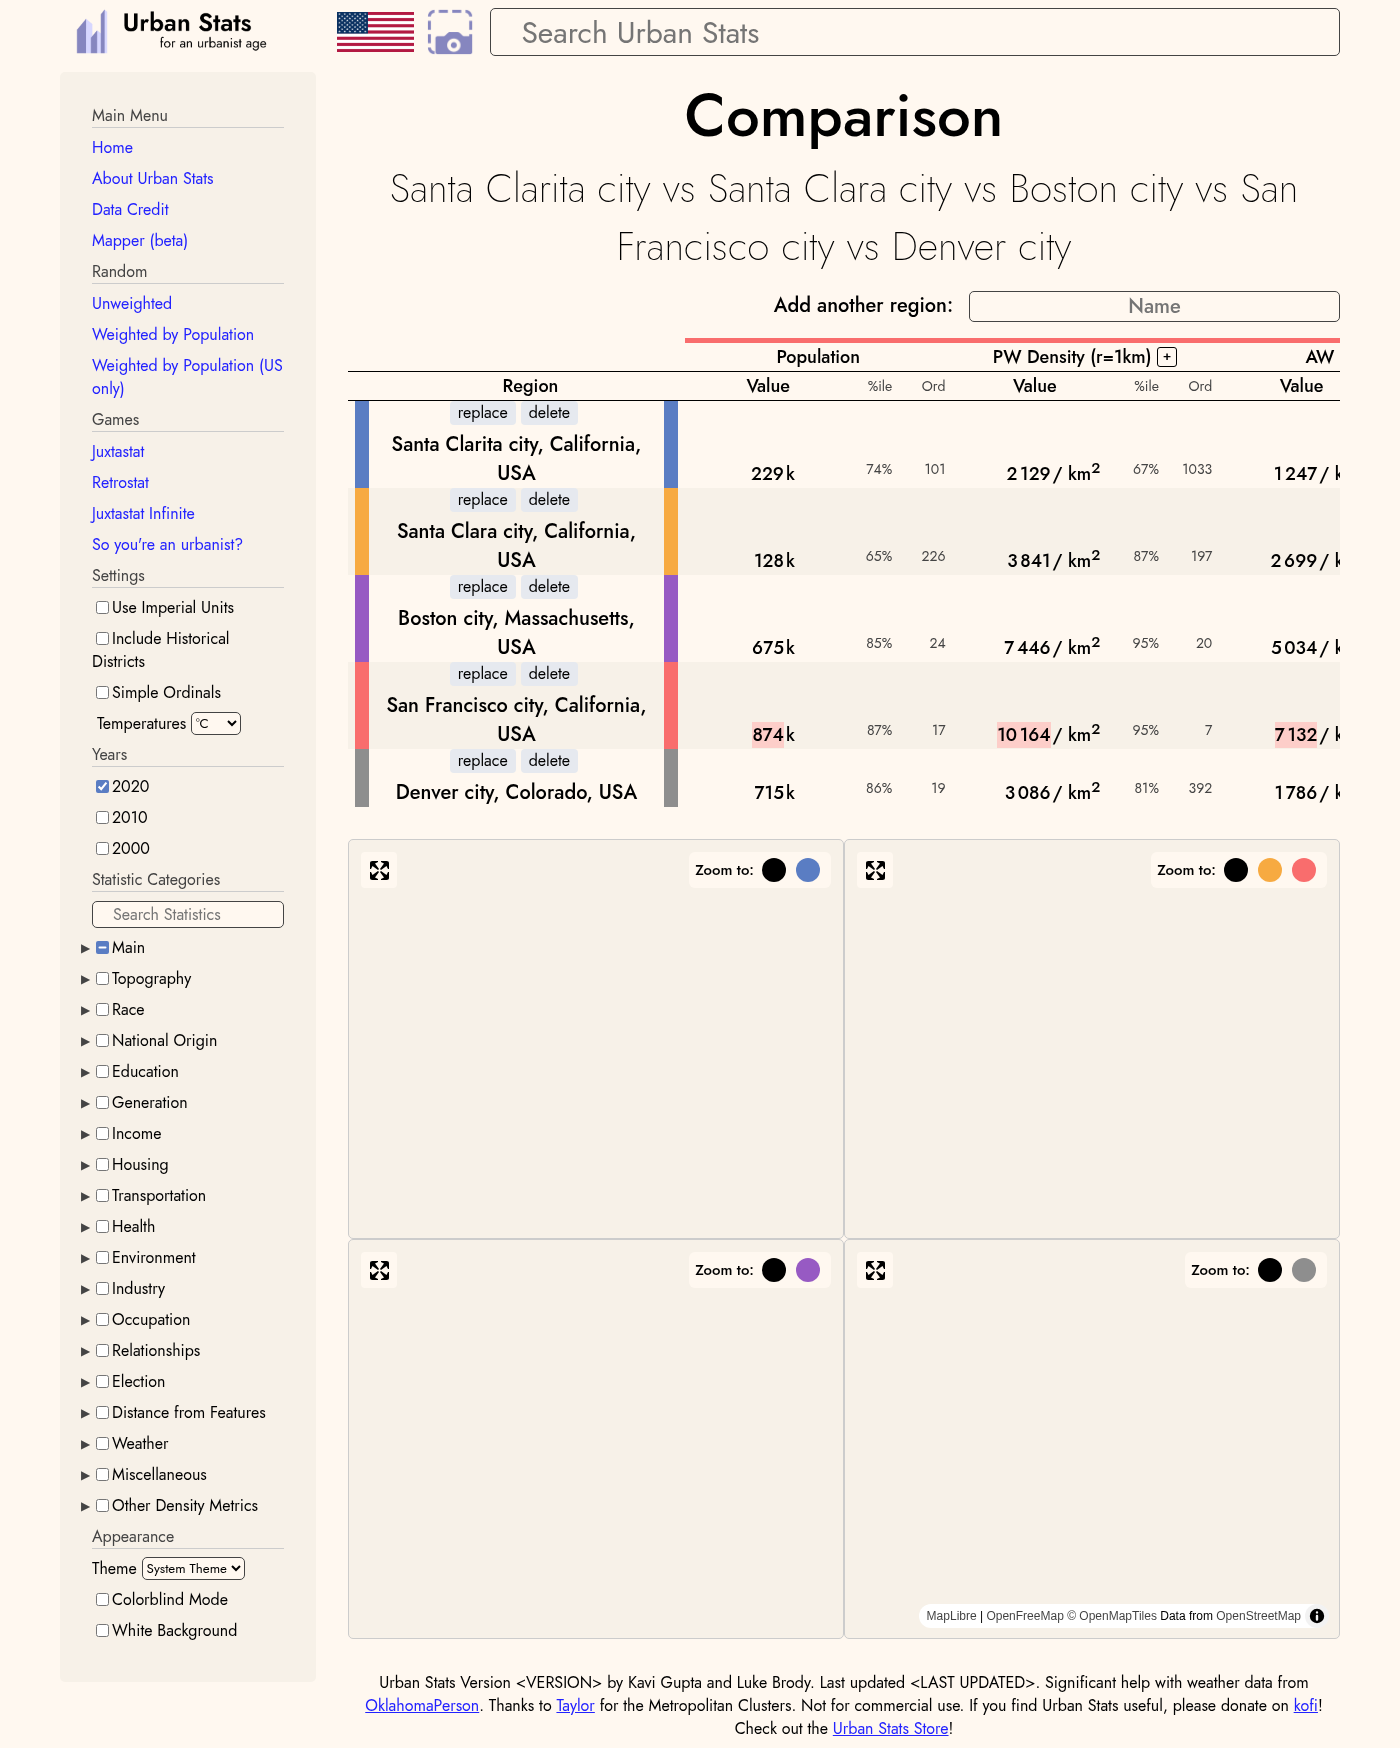 Urban Stats
for an urbanist age
Search Urban Stats
Main Menu
Home
About Urban Stats
Data Credit
Mapper (beta)
Random
Unweighted
Weighted by Population
Weighted by Population (US
only)
Games
Juxtastat
Retrostat
Juxtastat Infinite
So you're an urbanist?
Settings
Use Imperial Units
Include Historical
Districts
Simple Ordinals
Temperatures °C
Years
2020
2010
2000
Statistic Categories
Search Statistics
Main
Topography
Race
National Origin
Education
Generation
Income
Housing
Transportation
Health
Environment
Industry
Occupation
Relationships
Election
Distance from Features
Weather
Miscellaneous
Other Density Metrics
Appearance
Theme System Theme
Colorblind Mode
White Background
Comparison
Santa Clarita city vs Santa Clara city vs Boston city vs San
Francisco city vs Denver city
Add another region: Name
Population PW Density (r=1km) + AW
Region Value %ile Ord Value %ile Ord Value
replace delete
Santa Clarita city, California,
USA 229k 74% 101 2129/ km² 67% 1033 1247/ k
replace delete
Santa Clara city, California,
USA 128k 65% 226 3841/ km² 87% 197 2699/ k
replace delete
Boston city, Massachusetts,
USA 675k 85% 24 7446/ km² 95% 20 5034/ k
replace delete
San Francisco city, California,
USA 874k 87% 17 10164/ km² 95% 7 7132/ k
replace delete
Denver city, Colorado, USA 715k 86% 19 3086/ km² 81% 392 1786/ k
Zoom to:
Zoom to:
Zoom to:
Zoom to:
MapLibre | OpenFreeMap © OpenMapTiles Data from OpenStreetMap
Urban Stats Version <VERSION> by Kavi Gupta and Luke Brody. Last updated <LAST UPDATED>. Significant help with weather data from
OklahomaPerson. Thanks to Taylor for the Metropolitan Clusters. Not for commercial use. If you find Urban Stats useful, please donate on kofi!
Check out the Urban Stats Store!